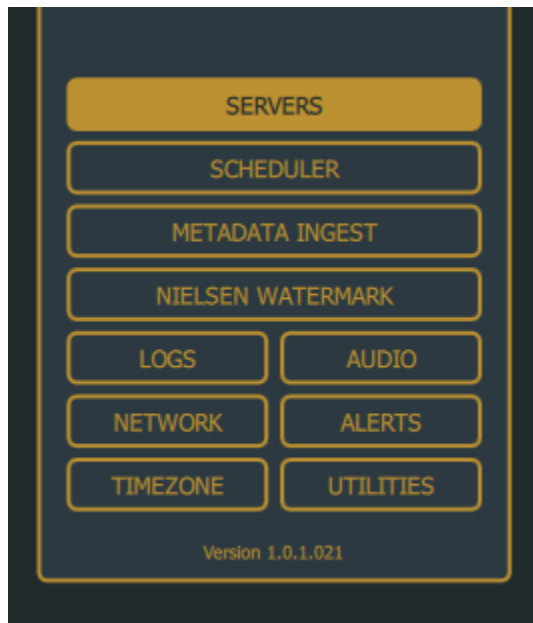 SERVERS
SCHEDULER
METADATA INGEST
NIELSEN WATERMARK
LOGS
AUDIO
NETWORK
ALERTS
TIMEZONE
UTILITIES
Version 1.0.1.021